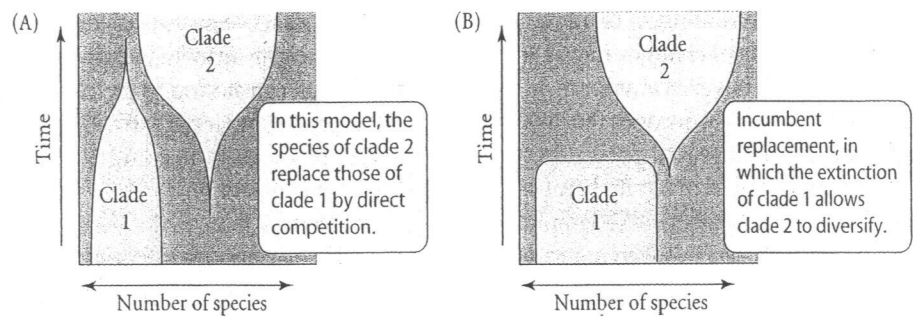 (A)
Time
Clade
2
Clade
1
In this model, the
species of clade 2
replace those of
clade 1 by direct
competition.
Number of species
(B)
Time
Clade
2
Clade
1
Incumbent
replacement, in
which the extinction
of clade 1 allows
clade 2 to diversify.
Number of species